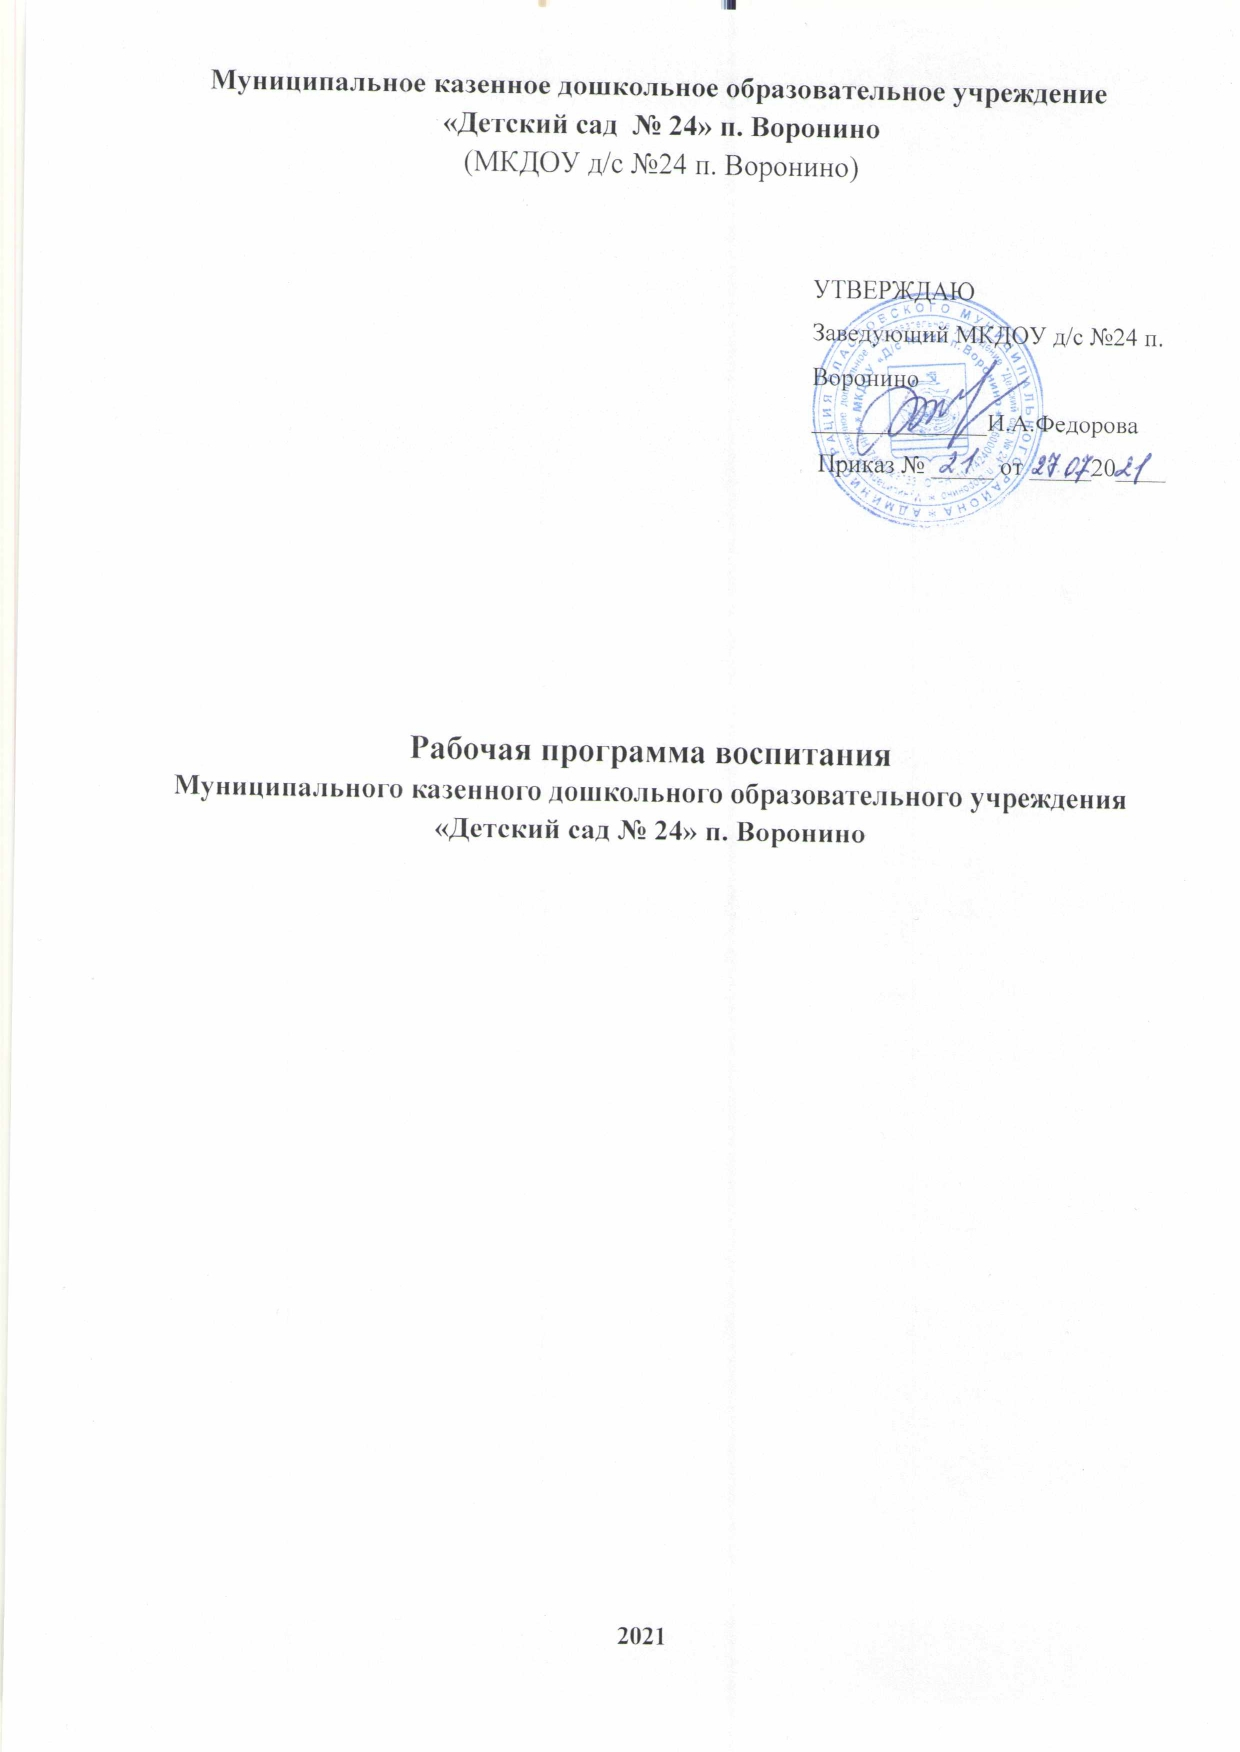 Муниципальное казенное дошкольное образовательное учреждение
«Детский сад № 24» п. Воронино
(МКДОУ д/с №24 п. Воронино)
УТВЕРЖДАЮ
Заведующий МКДОУ д/с №24 п.
Воронино
______________И.А.Федорова
Приказ № 21 от 27.07 2021
Рабочая программа воспитания
Муниципального казенного дошкольного образовательного учреждения
«Детский сад № 24» п. Воронино
2021